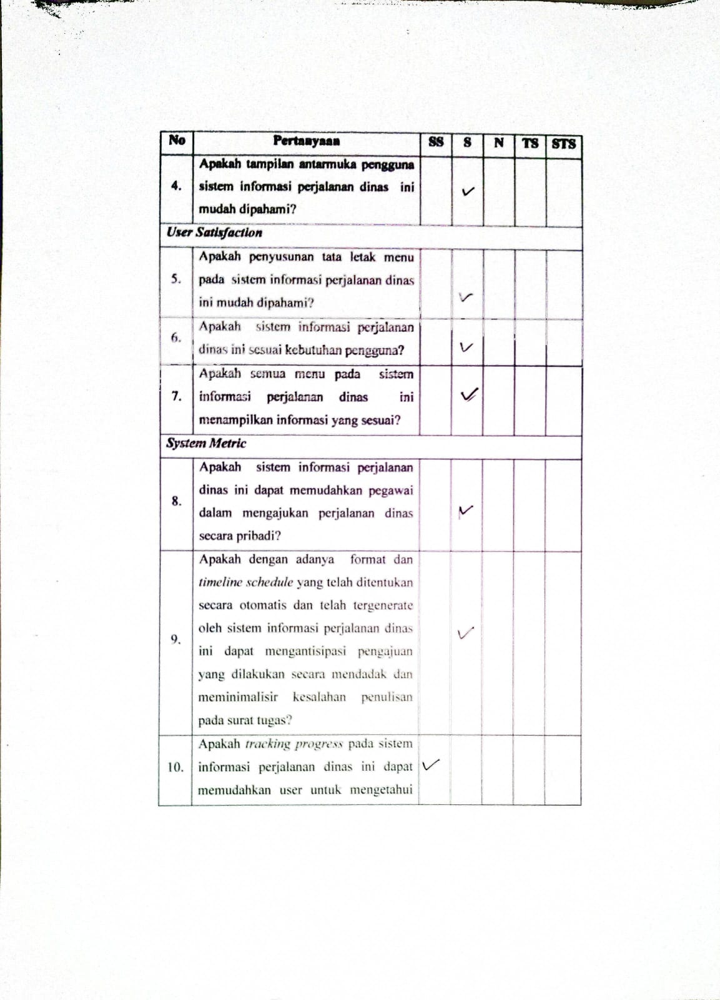 No Pertanyaan SS S N TS STS
Apakah tampilan antarmuka pengguna
4. sistem informasi perjalanan dinas ini ✓
mudah dipahami?
User Satisfaction
Apakah penyusunan tata letak menu
5. pada sistem informasi perjalanan dinas
ini mudah dipahami? ✓
Apakah sistem informasi perjalanan
6. dinas ini sesuai kebutuhan pengguna? ✓
Apakah semua menu pada sistem
7. informasi perjalanan dinas ini ✓
menampilkan informasi yang sesuai?
System Metric
Apakah sistem informasi perjalanan
dinas ini dapat memudahkan pegawai
8. dalam mengajukan perjalanan dinas ✓
secara pribadi?
Apakah dengan adanya format dan
timeline schedule yang telah ditentukan
secara otomatis dan telah tergenerate
9. oleh sistem informasi perjalanan dinas ✓
ini dapat mengantisipasi pengajuan
yang dilakukan secara mendadak dan
meminimalisir kesalahan penulisan
pada surat tugas?
Apakah tracking progress pada sistem
10. informasi perjalanan dinas ini dapat ✓
memudahkan user untuk mengetahui